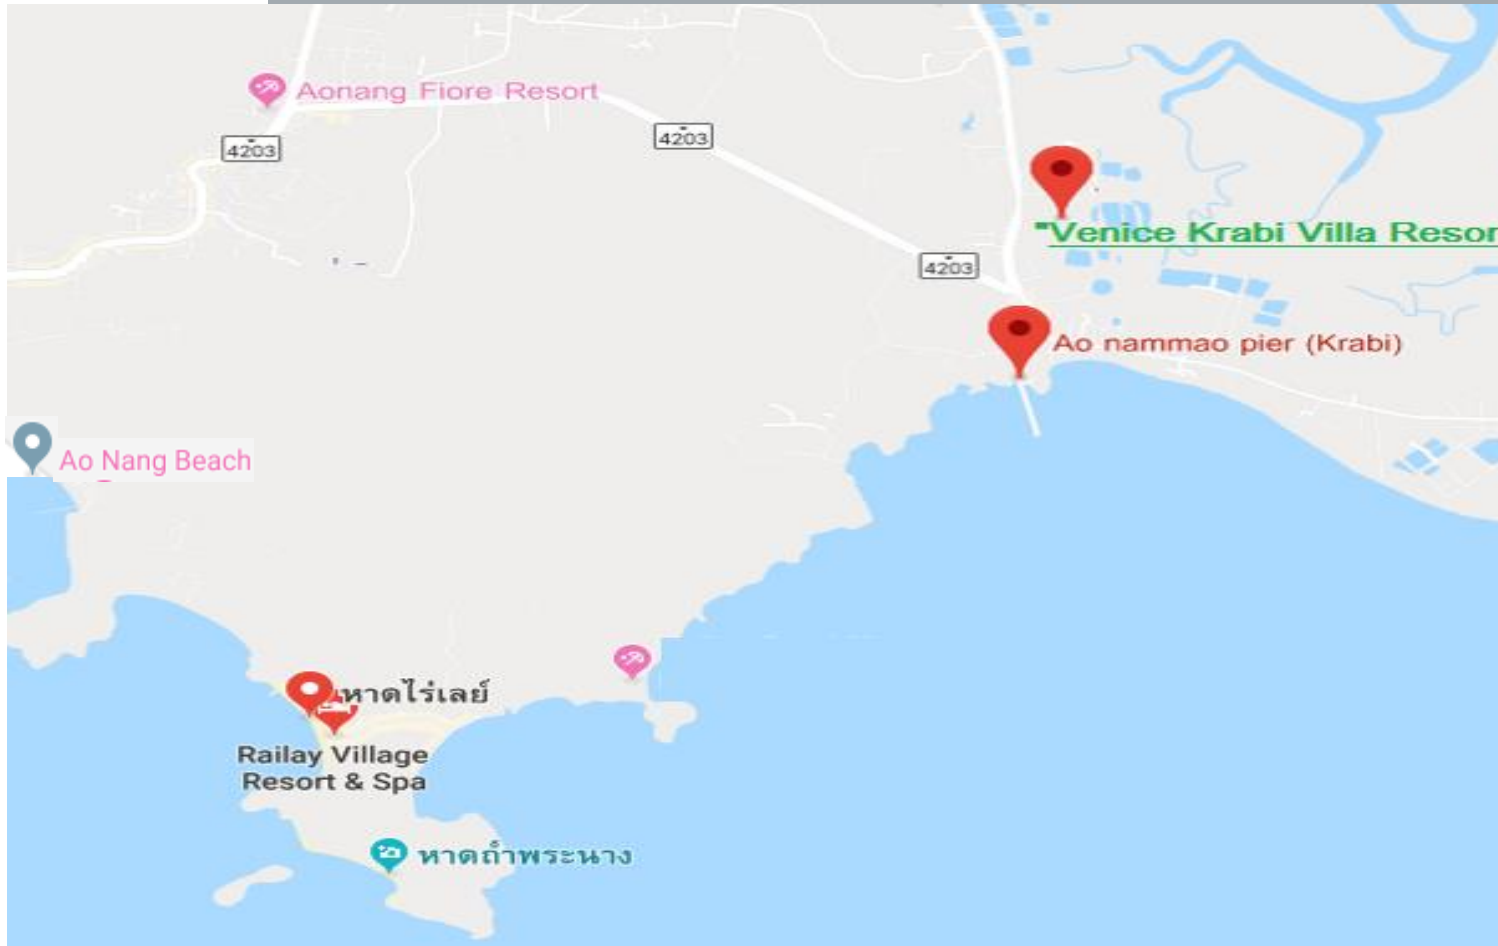 Aonang Fiore Resort
4203
4203
"Venice Krabi Villa Resor
4203
Ao nammao pier (Krabi)
Ao Nang Beach
หาดไร่เลย์
Railay Village
Resort & Spa
หาดถ้ำพระนาง